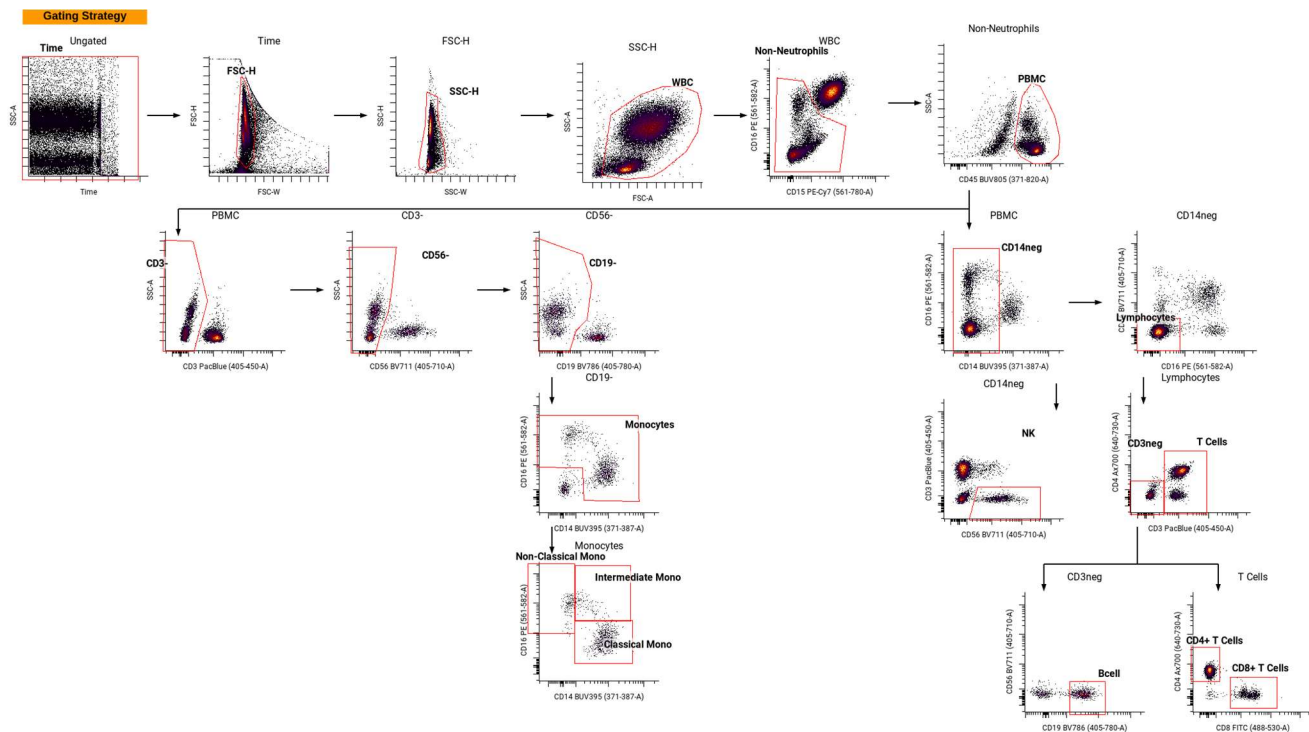 Gating Strategy
Ungated
Time
SSC-A
Time
Time
FSC-H
FSC-H
FSC-W
FSC-H
SSC-H
SSC-H
SSC-W
SSC-H
WBC
SSC-A
FSC-A
WBC
Non-Neutrophils
CD16 PE (561-582-A)
CD15 PE-Cy7 (561-780-A)
Non-Neutrophils
PBMC
SSC-A
CD45 BUV805 (371-820-A)
PBMC
CD3-
SSC-A
CD3 PacBlue (405-450-A)
CD3-
CD56-
SSC-A
CD56 BV711 (405-710-A)
CD56-
CD19-
SSC-A
CD19 BV786 (405-780-A)
PBMC
CD14neg
CD16 PE (561-582-A)
CD14 BUV395 (371-387-A)
CD14neg
Lymphocytes
BV711 (405-710-A)
CD16 PE (561-582-A)
CD19-
Monocytes
CD16 PE (561-582-A)
CD14 BUV395 (371-387-A)
CD14neg
NK
CD3 PacBlue (405-450-A)
CD56 BV711 (405-710-A)
Lymphocytes
CD3neg
T Cells
CD4 Ax700 (640-730-A)
CD3 PacBlue (405-450-A)
Monocytes
Non-Classical Mono
Intermediate Mono
Classical Mono
CD16 PE (561-582-A)
CD14 BUV395 (371-387-A)
CD3neg
Bcell
CD56 BV711 (405-710-A)
CD19 BV786 (405-780-A)
T Cells
CD4+ T Cells
CD8+ T Cells
CD4 Ax700 (640-730-A)
CD8 FITC (488-530-A)